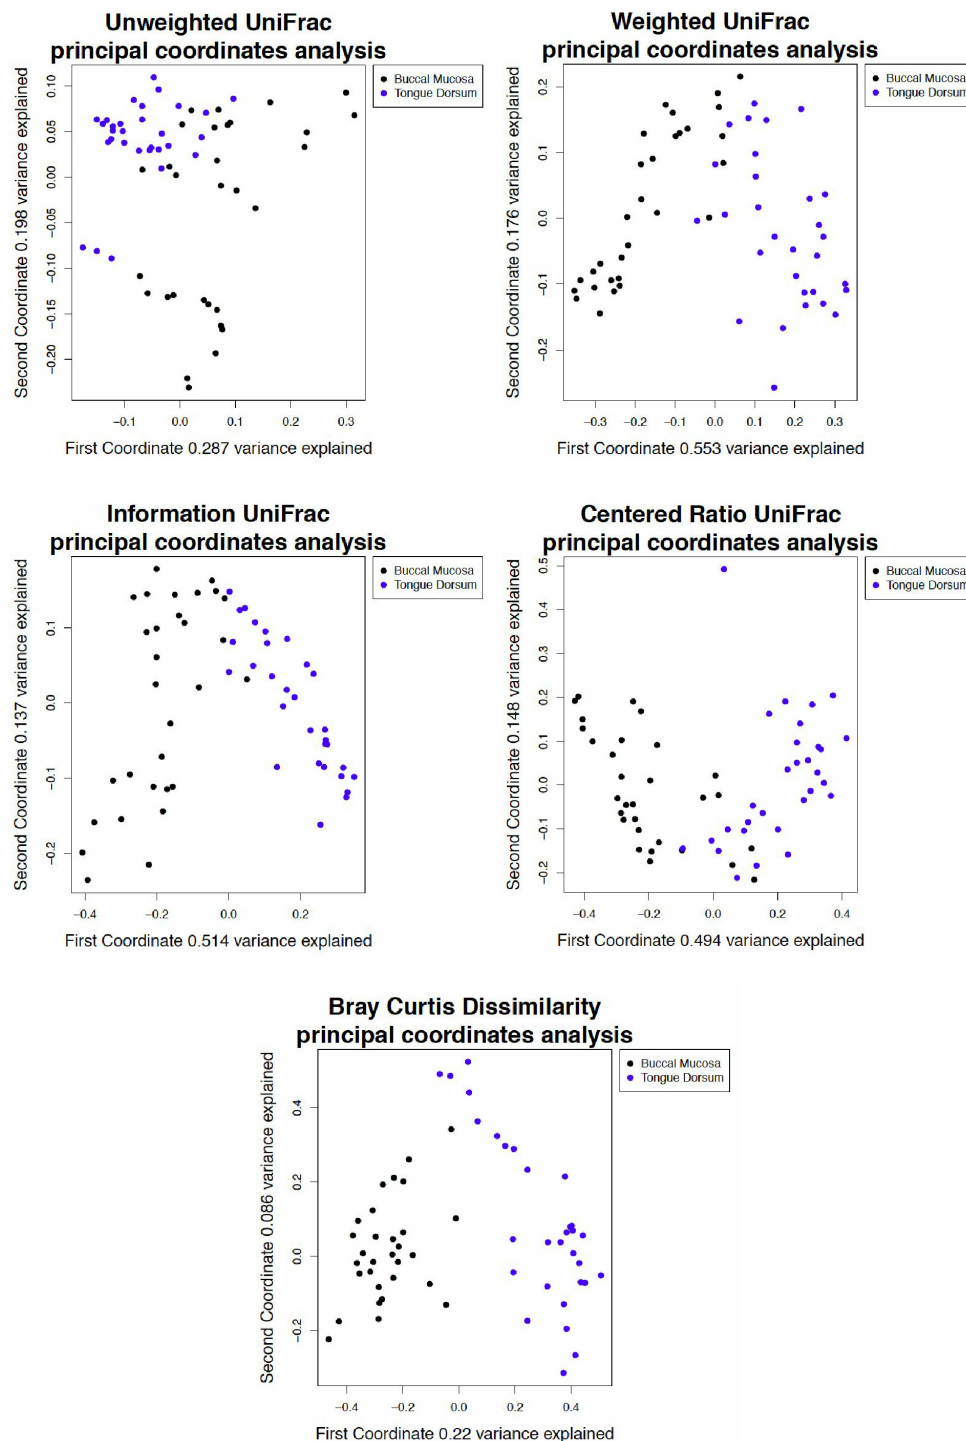 Unweighted UniFrac
principal coordinates analysis
Buccal Mucosa
Tongue Dorsum
Second Coordinate 0.198 variance explained
0.10
0.05
0.00
−0.05
−0.10
−0.20
−0.1
0.0
0.1
0.2
0.3
First Coordinate 0.287 variance explained
Weighted UniFrac
principal coordinates analysis
Buccal Mucosa
Tongue Dorsum
Second Coordinate 0.176 variance explained
0.2
0.1
0.0
−0.1
−0.2
−0.3
−0.2
−0.1
0.0
0.1
0.2
0.3
First Coordinate 0.553 variance explained
Information UniFrac
principal coordinates analysis
Buccal Mucosa
Tongue Dorsum
Second Coordinate 0.137 variance explained
0.1
0.0
−0.1
−0.2
−0.4
−0.2
0.0
0.2
First Coordinate 0.514 variance explained
Centered Ratio UniFrac
principal coordinates analysis
Buccal Mucosa
Tongue Dorsum
Second Coordinate 0.148 variance explained
0.5
0.4
0.3
0.2
0.1
0.0
−0.1
−0.2
−0.4
−0.2
0.0
0.2
0.4
First Coordinate 0.494 variance explained
Bray Curtis Dissimilarity
principal coordinates analysis
Buccal Mucosa
Tongue Dorsum
Second Coordinate 0.086 variance explained
0.4
0.2
0.0
−0.2
−0.4
−0.2
0.0
0.2
0.4
First Coordinate 0.22 variance explained